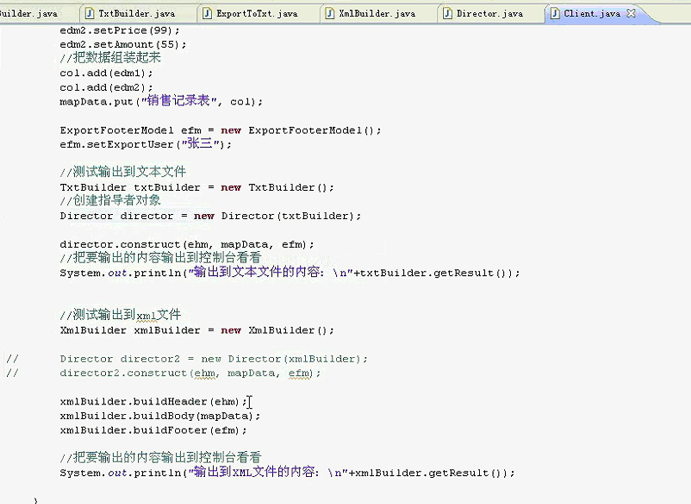 uilder.java TxtBuilder.java ExportToTxt.java XmlBuilder.java Director.java Client.java
edm2.setPrice(99);
edm2.setAmount(55);
//把数据组装起来
col.add(edm1);
col.add(edm2);
mapData.put("销售记录表", col);
ExportFooterModel efm = new ExportFooterModel();
efm.setExportUser("张三");
//测试输出到文本文件
TxtBuilder txtBuilder = new TxtBuilder();
//创建指导者对象
Director director = new Director(txtBuilder);
director.construct(ehm, mapData, efm);
//把要输出的内容输出到控制台看看
System.out.println("输出到文本文件的内容：\n"+txtBuilder.getResult());
//测试输出到xml文件
XmlBuilder xmlBuilder = new XmlBuilder();
// Director director2 = new Director(xmlBuilder);
// director2.construct(ehm, mapData, efm);
xmlBuilder.buildHeader(ehm);
xmlBuilder.buildBody(mapData);
xmlBuilder.buildFooter(efm);
//把要输出的内容输出到控制台看看
System.out.println("输出到XML文件的内容：\n"+xmlBuilder.getResult());
}